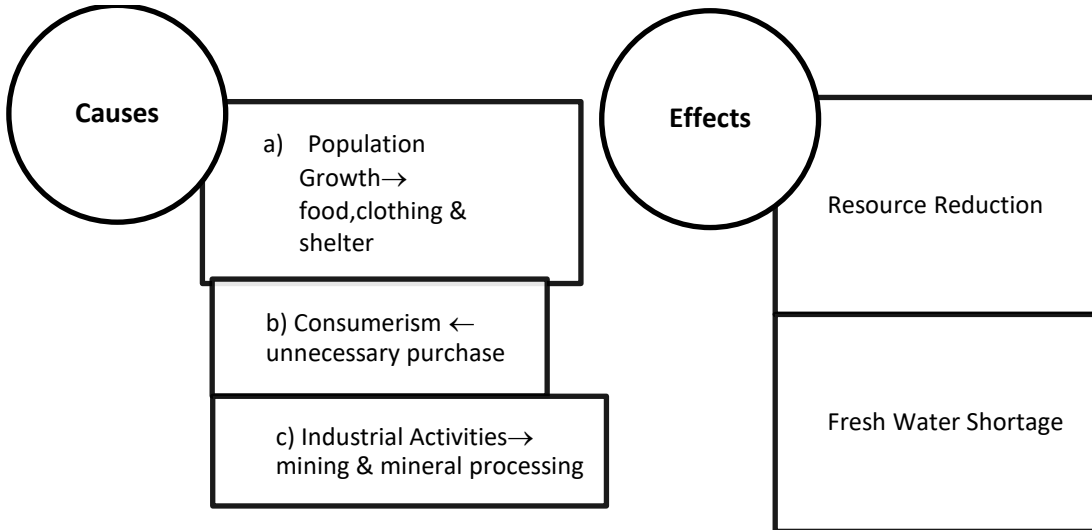 Causes
a) Population
Growth→
food,clothing &
shelter
b) Consumerism ←
unnecessary purchase
c) Industrial Activities→
mining & mineral processing
Effects
Resource Reduction
Fresh Water Shortage